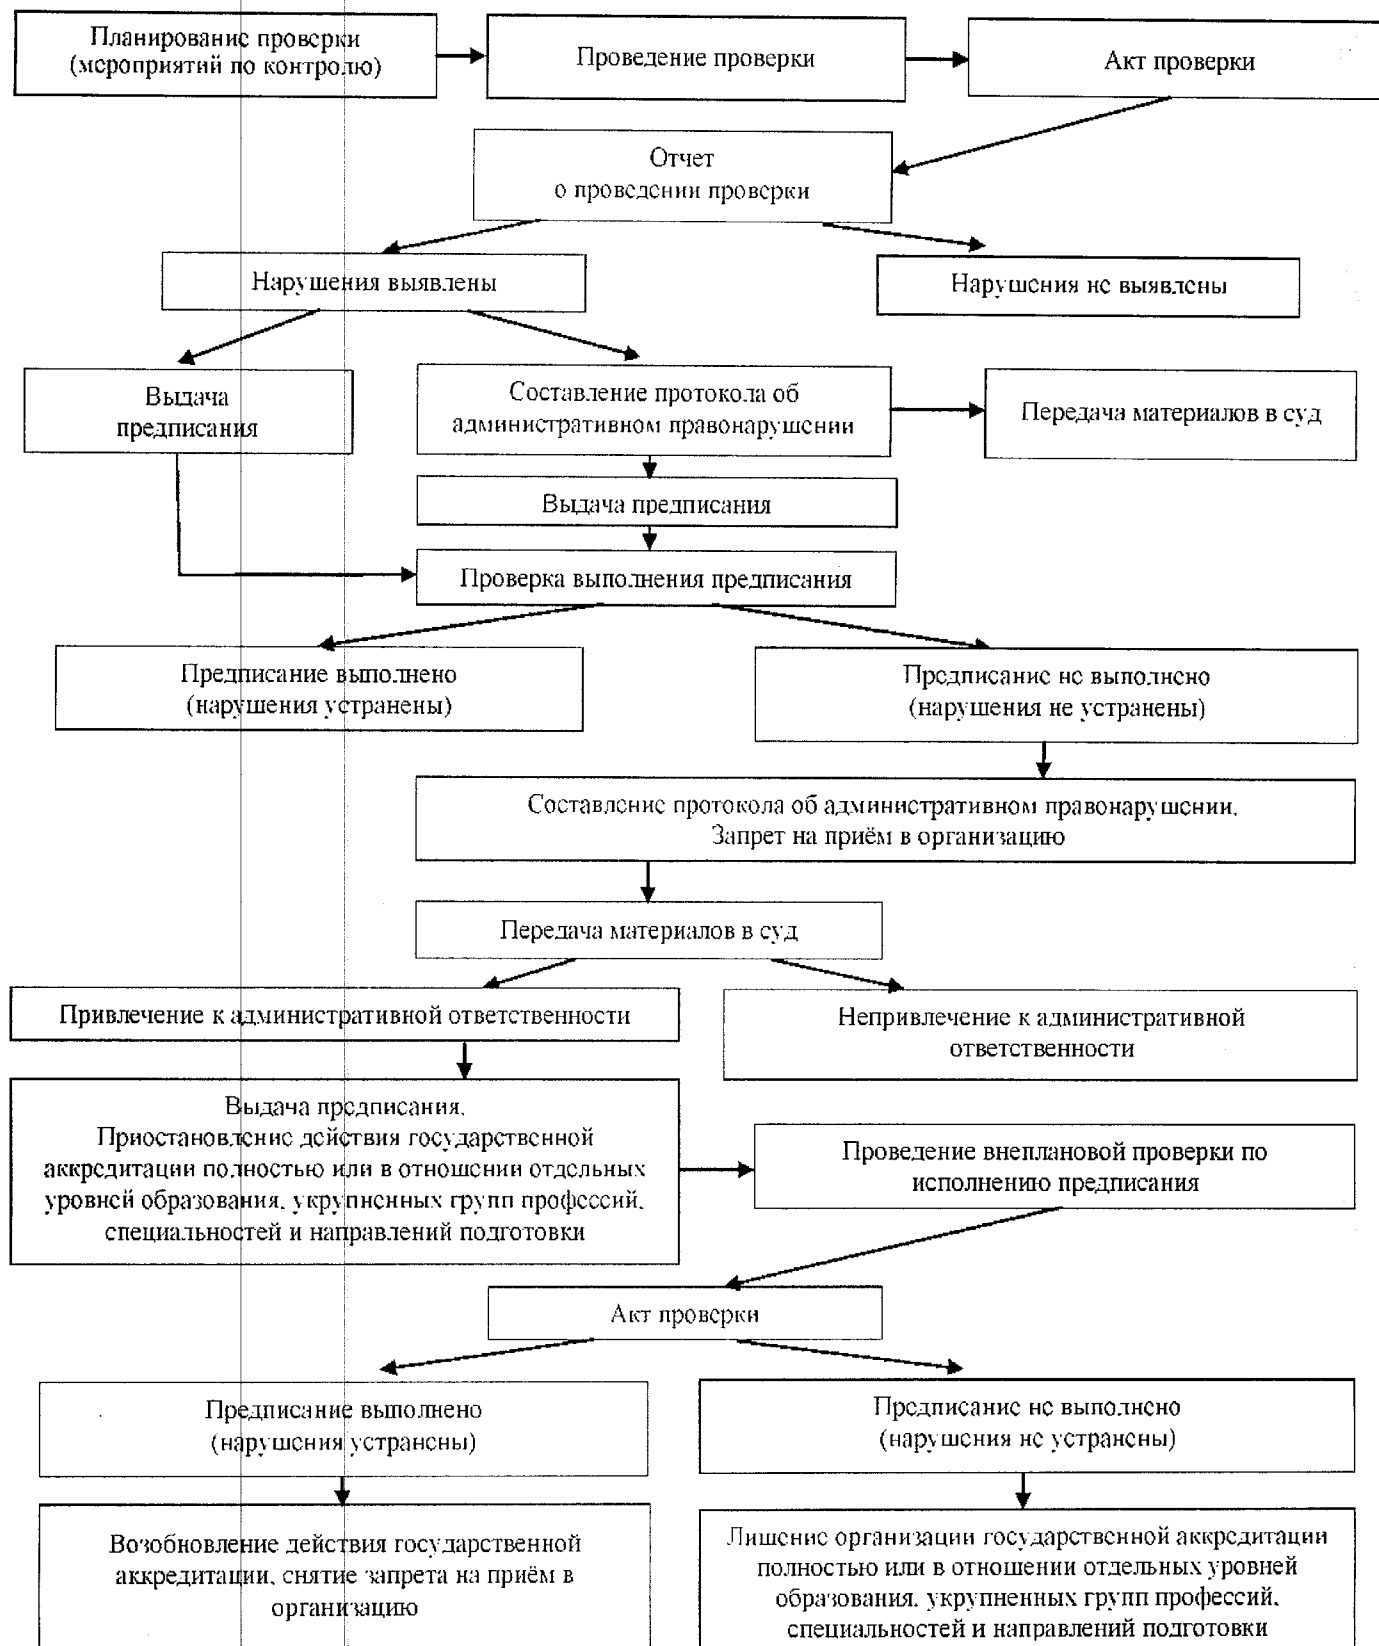 Планирование проверки
(мероприятий по контролю)
Проведение проверки
Акт проверки
Отчет
о проведении проверки
Нарушения выявлены
Нарушения не выявлены
Выдача
предписания
Составление протокола об
административном правонарушении
Передача материалов в суд
Выдача предписания
Проверка выполнения предписания
Предписание выполнено
(нарушения устранены)
Предписание не выполнено
(нарушения не устранены)
Составление протокола об административном правонарушении.
Запрет на приём в организацию
Передача материалов в суд
Привлечение к административной ответственности
Непривлечение к административной
ответственности
Выдача предписания.
Приостановление действия государственной
аккредитации полностью или в отношении отдельных
уровней образования, укрупненных групп профессий,
специальностей и направлений подготовки
Проведение внеплановой проверки по
исполнению предписания
Акт проверки
Предписание выполнено
(нарушения устранены)
Предписание не выполнено
(нарушения не устранены)
Возобновление действия государственной
аккредитации, снятие запрета на приём в
организацию
Лишение организации государственной аккредитации
полностью или в отношении отдельных уровней
образования, укрупненных групп профессий,
специальностей и направлений подготовки